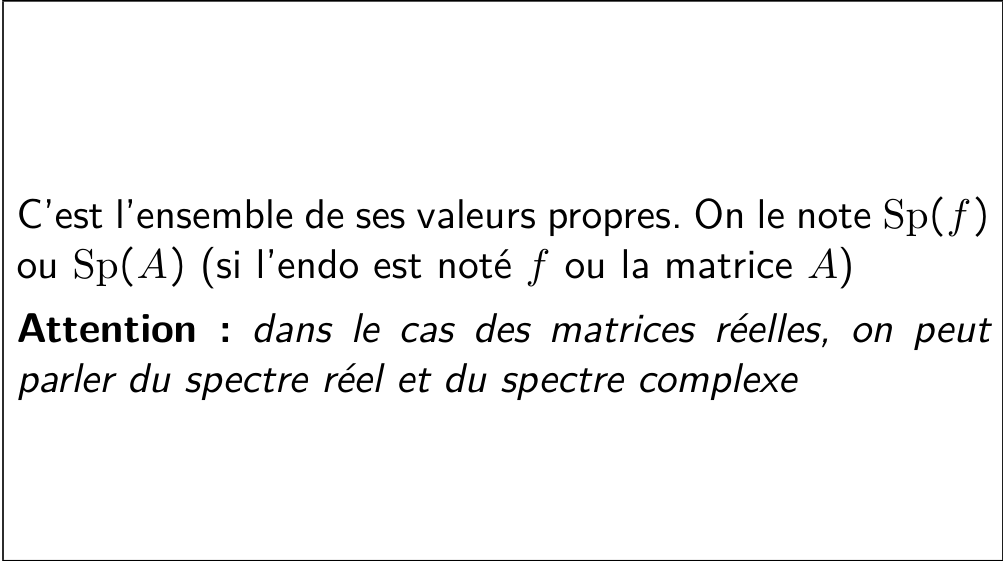 C'est l'ensemble de ses valeurs propres. On le note Sp(f)
ou Sp(A) (si l'endo est noté f ou la matrice A)
Attention : dans le cas des matrices réelles, on peut
parler du spectre réel et du spectre complexe